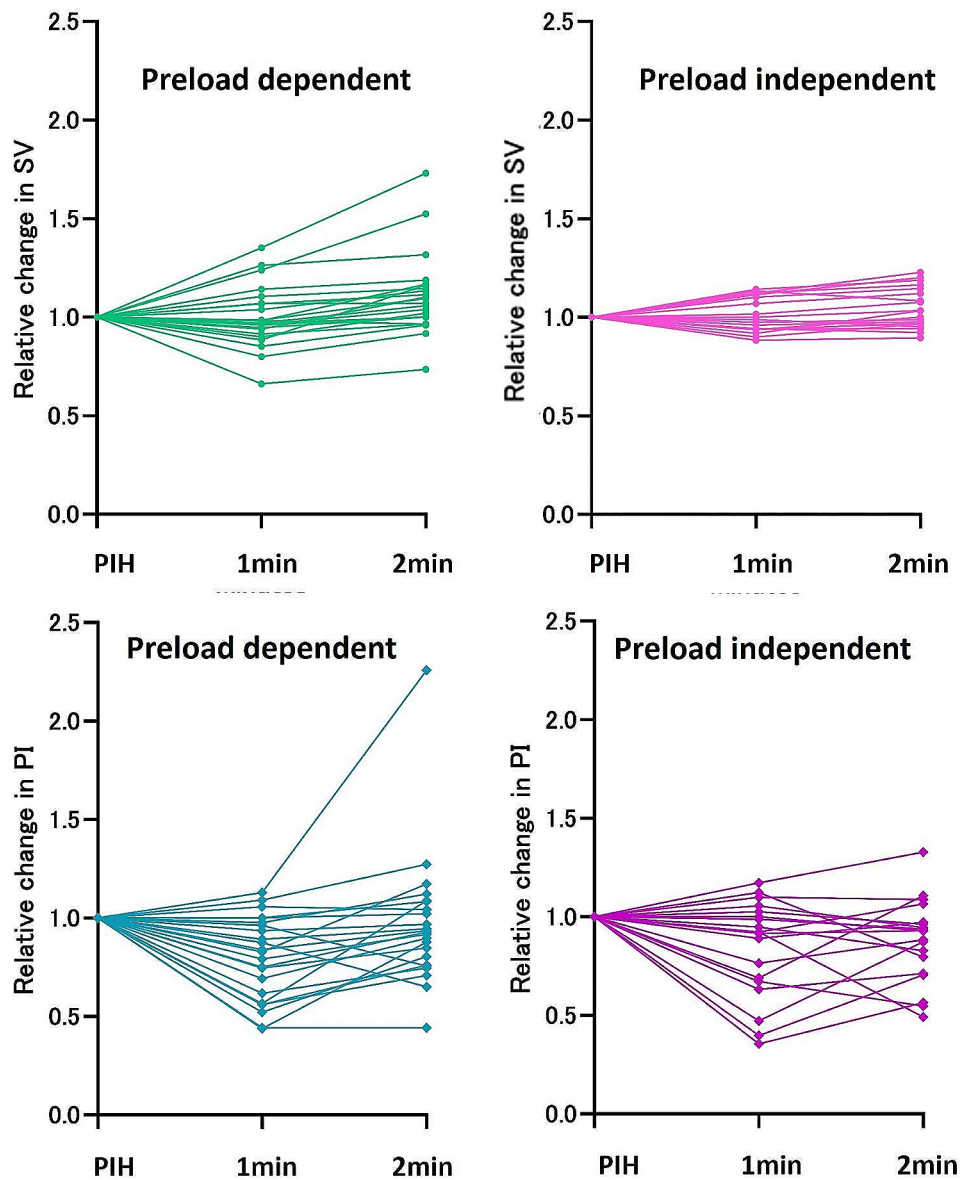 Preload dependent
Relative change in SV
2.5
2.0
1.5
1.0
0.5
0.0
PIH 1min 2min
Preload independent
Relative change in SV
2.5
2.0
1.5
1.0
0.5
0.0
PIH 1min 2min
Preload dependent
Relative change in PI
2.5
2.0
1.5
1.0
0.5
0.0
PIH 1min 2min
Preload independent
Relative change in PI
2.5
2.0
1.5
1.0
0.5
0.0
PIH 1min 2min